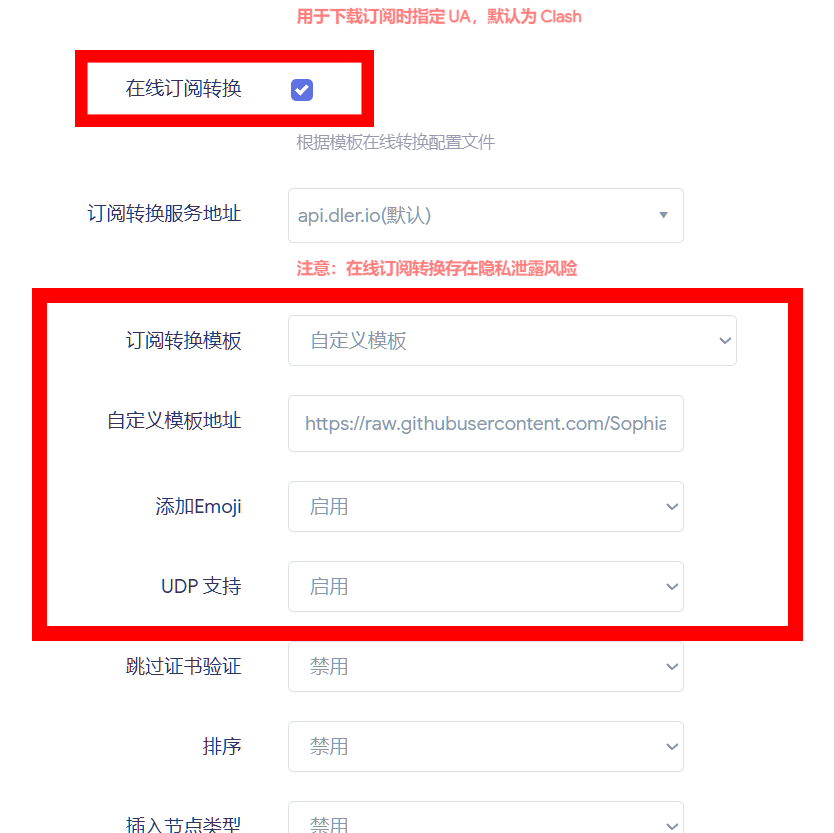 用于下载订阅时指定 UA，默认为 Clash
在线订阅转换
根据模板在线转换配置文件
订阅转换服务地址 api.dler.io(默认)
注意：在线订阅转换存在隐私泄露风险
订阅转换模板 自定义模板
自定义模板地址 https://raw.githubusercontent.com/Sophia
添加Emoji 启用
UDP 支持 启用
跳过证书验证 禁用
排序 禁用
插入节点类型 禁用